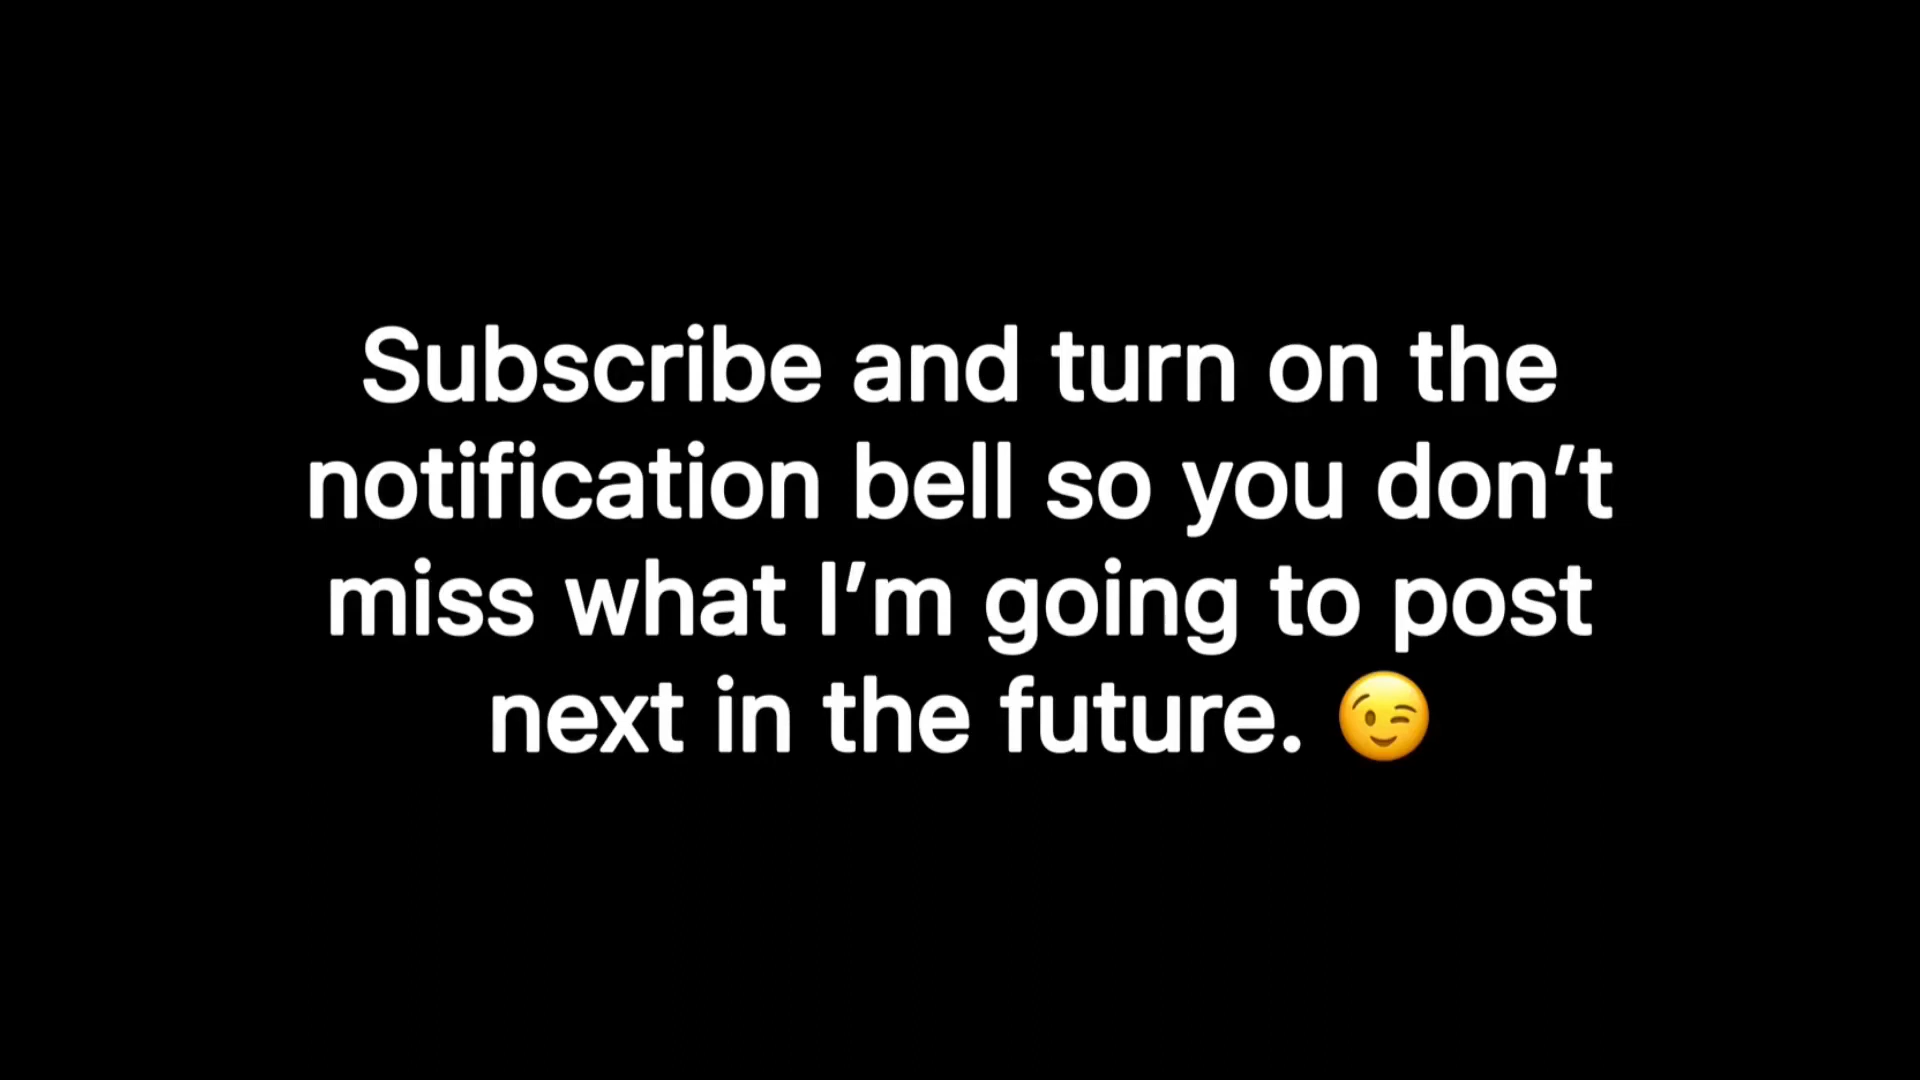 Subscribe and turn on the
notification bell so you don’t
miss what I’m going to post
next in the future. 😉